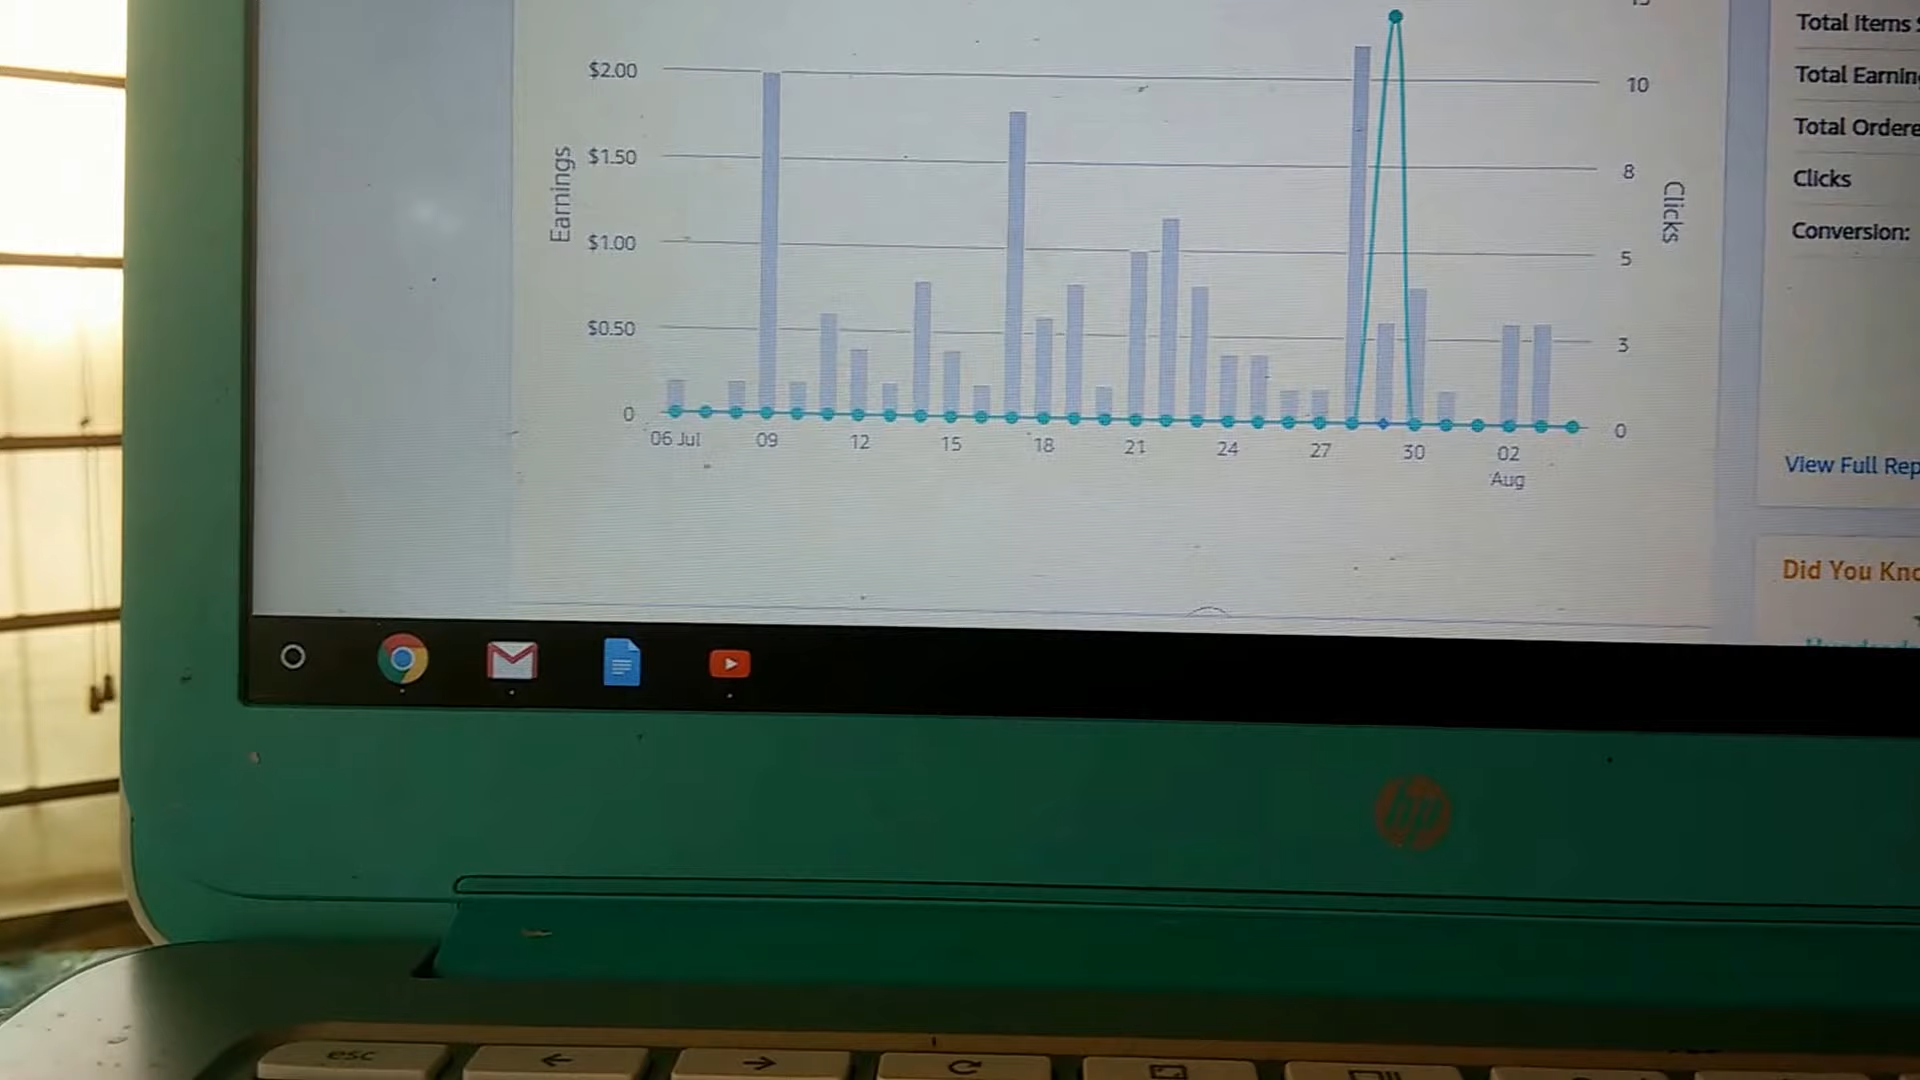 Total Items
$2.00
10
Total Earnin
Total Ordere
$1.50
8
Clicks
Earnings
Clicks
Conversion:
$1.00
5
$0.50
3
0
0
06 Jul 09 12 15 18 21 24 27 30 02
Aug
View Full Rep
Did You Kno
hp
esc